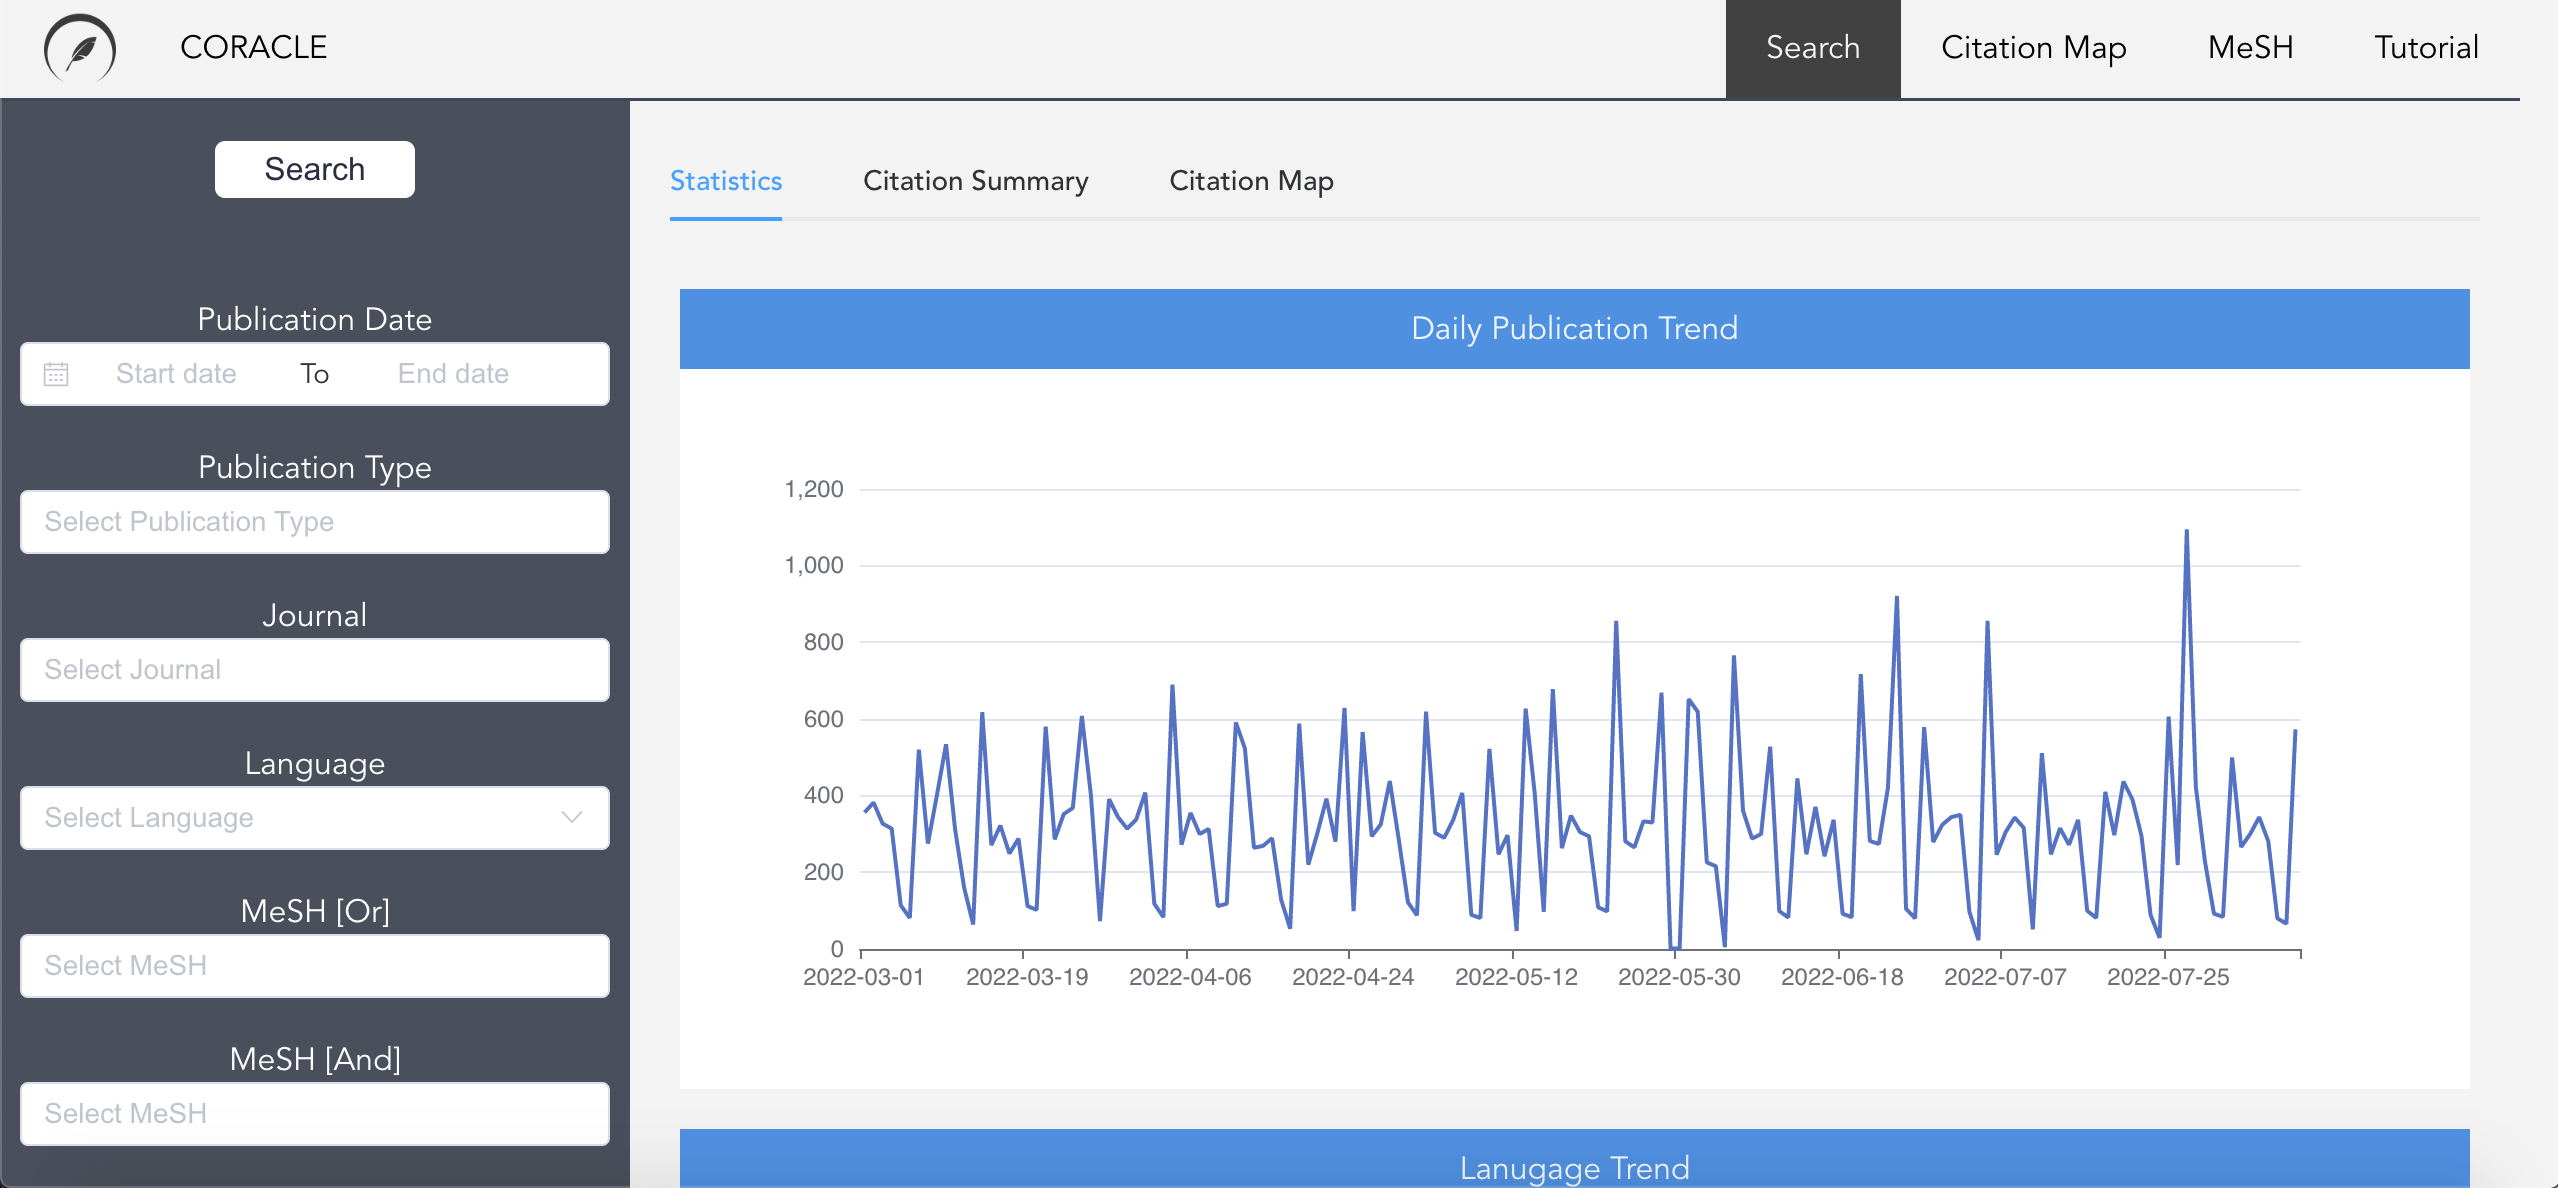 CORACLE
Search
Citation Map
MeSH
Tutorial
Search
Publication Date
Start date To End date
Publication Type
Select Publication Type
Journal
Select Journal
Language
Select Language
MeSH [Or]
Select MeSH
MeSH [And]
Select MeSH
Statistics
Citation Summary
Citation Map
Daily Publication Trend
1,200
1,000
800
600
400
200
0
2022-03-01 2022-03-19 2022-04-06 2022-04-24 2022-05-12 2022-05-30 2022-06-18 2022-07-07 2022-07-25
Lanugage Trend